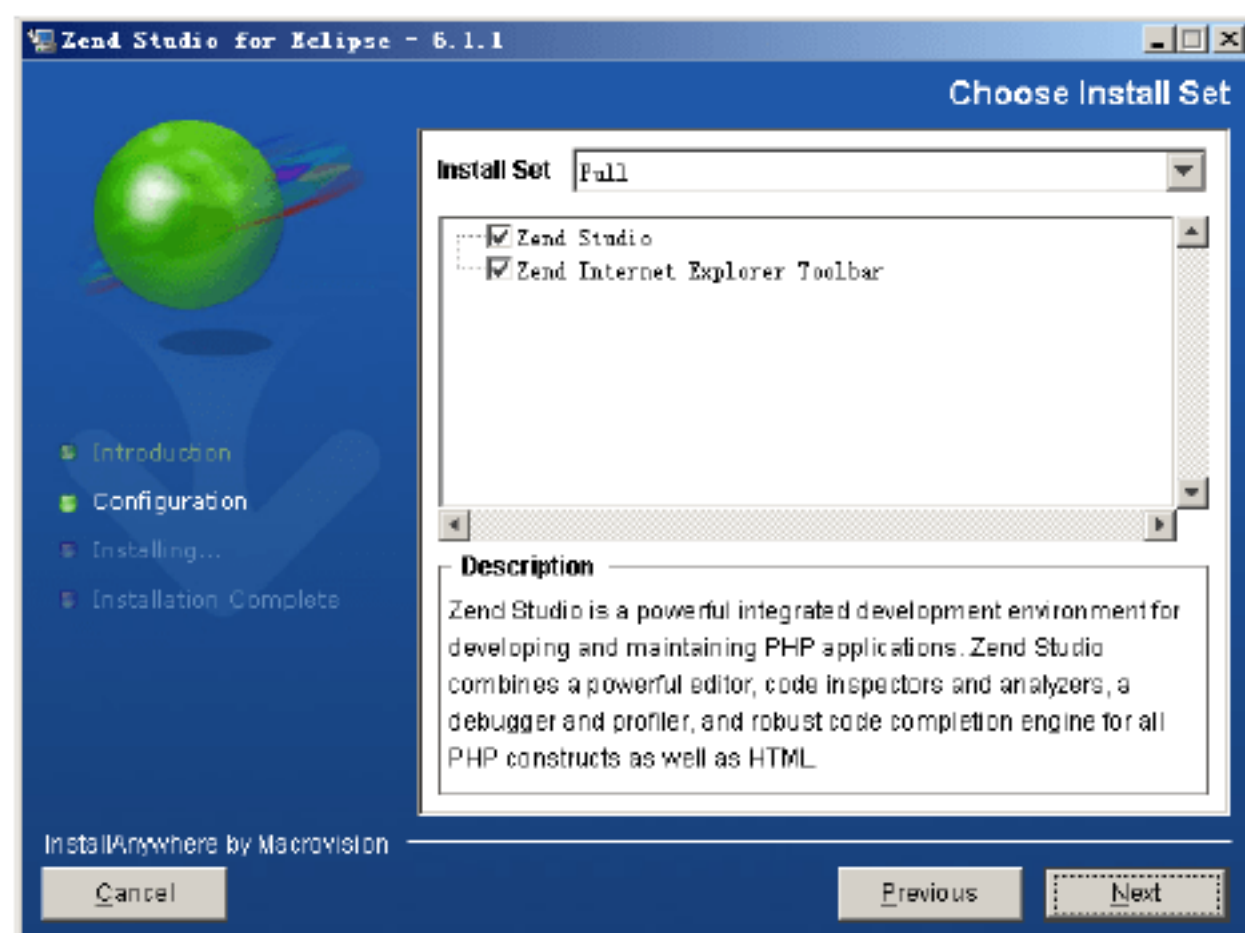 Zend Studio for Eclipse - 6.1.1
Choose Install Set
Install Set Full
Zend Studio
Zend Internet Explorer Toolbar
Introduction
Configuration
Installing...
Installation Complete
Description
Zend Studio is a powerful integrated development environment for
developing and maintaining PHP applications. Zend Studio
combines a powerful editor, code inspectors and analyzers, a
debugger and profiler, and robust code completion engine for all
PHP constructs as well as HTML.
InstallAnywhere by Macrovision
Cancel
Previous
Next